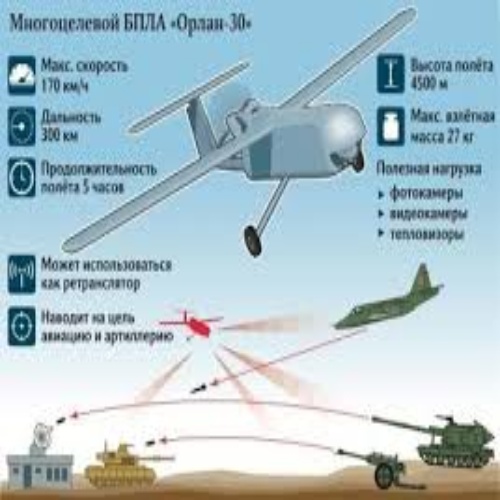 Многоцелевой БПЛА «Орлан-30»
Макс. скорость
170 км/ч
Дальность
300 км
Продолжительность
полёта 5 часов
Высота полёта
4500 м
Макс. взлётная
масса 27 кг
Полезная нагрузка
фотокамеры
видеокамеры
тепловизоры
Может использоваться
как ретранслятор
Наводит на цель
авиацию и артиллерию